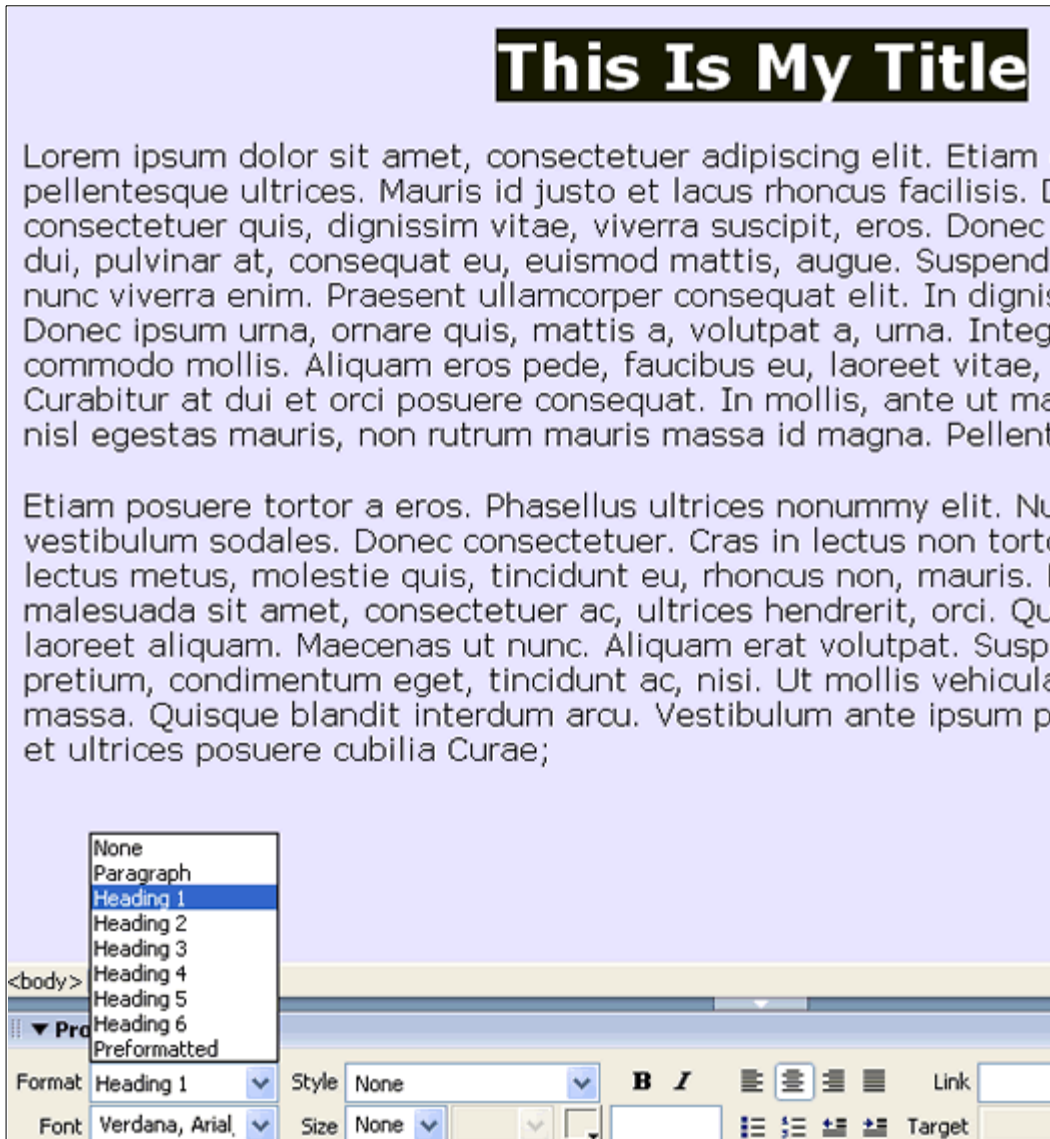 This Is My Title
Lorem ipsum dolor sit amet, consectetuer adipiscing elit. Etiam
pellentesque ultrices. Mauris id justo et lacus rhoncus facilisis.
consectetuer quis, dignissim vitae, viverra suscipit, eros. Donec
dui, pulvinar at, consequat eu, euismod mattis, augue. Suspend
nunc viverra enim. Praesent ullamcorper consequat elit. In dignis
Donec ipsum urna, ornare quis, mattis a, volutpat a, urna. Integ
commodo mollis. Aliquam eros pede, faucibus eu, laoreet vitae,
Curabitur at dui et orci posuere consequat. In mollis, ante ut ma
nisl egestas mauris, non rutrum mauris massa id magna. Pellent
Etiam posuere tortor a eros. Phasellus ultrices nonummy elit. Nu
vestibulum sodales. Donec consectetuer. Cras in lectus non torto
lectus metus, molestie quis, tincidunt eu, rhoncus non, mauris.
malesuada sit amet, consectetuer ac, ultrices hendrerit, orci. Qu
laoreet aliquam. Maecenas ut nunc. Aliquam erat volutpat. Susp
pretium, condimentum eget, tincidunt ac, nisi. Ut mollis vehicula
massa. Quisque blandit interdum arcu. Vestibulum ante ipsum p
et ultrices posuere cubilia Curae;
None
Paragraph
Heading 1
Heading 2
Heading 3
Heading 4
<body>
Heading 5
Heading 6
Pro
Preformatted
Format Heading 1 Style None B I Link
Font Verdana, Arial, Size None Target